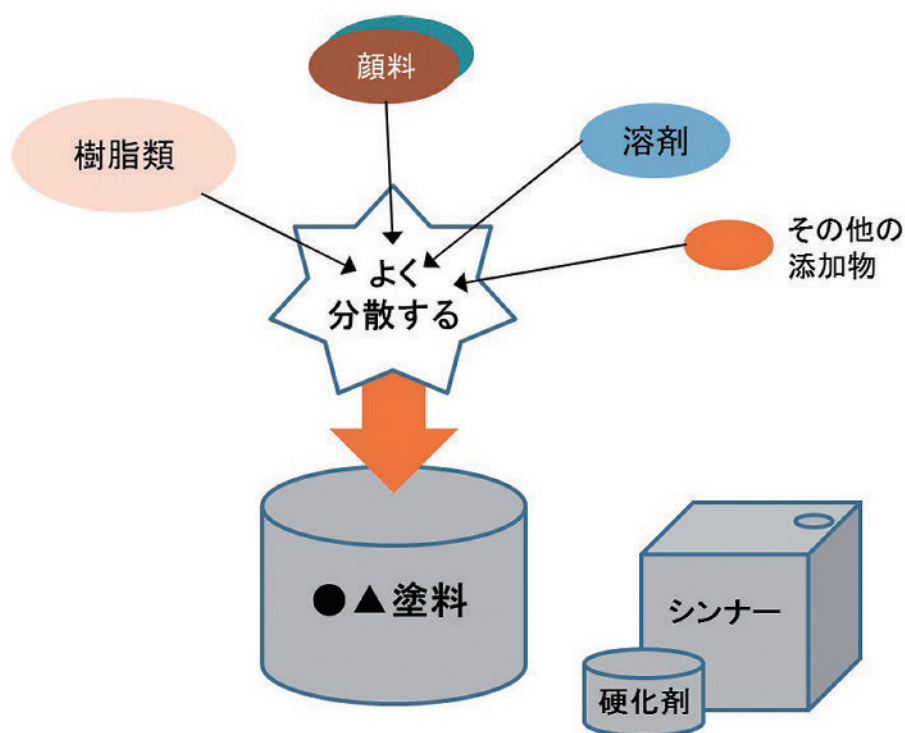 顔料
樹脂類
溶剤
その他の
添加物
よく
分散する
●▲塗料
シンナー
硬化剤